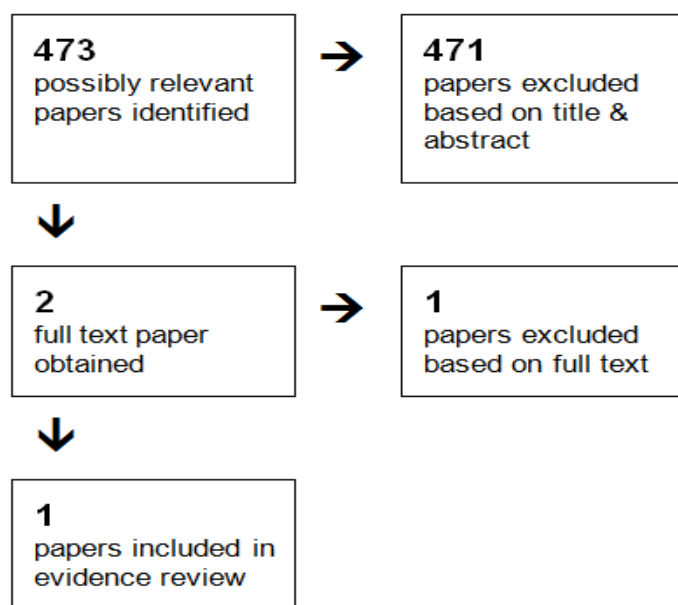 473
possibly relevant
papers identified
471
papers excluded
based on title &
abstract
2
full text paper
obtained
1
papers excluded
based on full text
1
papers included in
evidence review